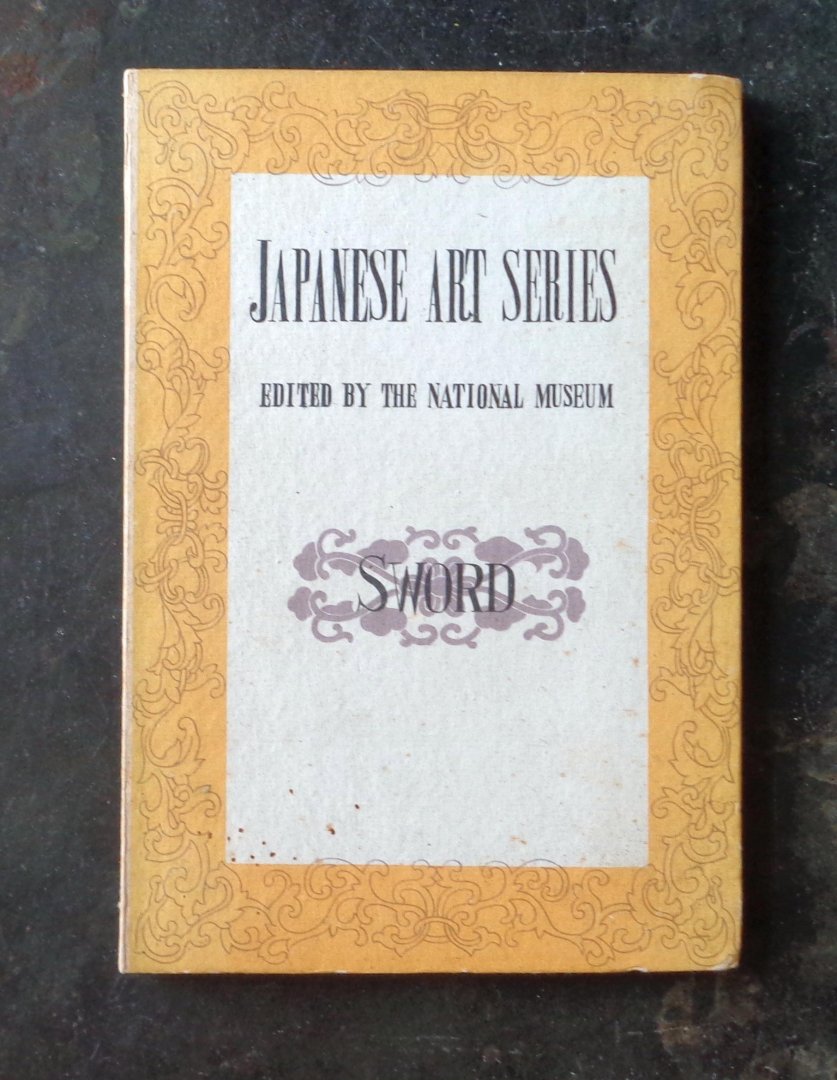 JAPANESE ART SERIES
EDITED BY THE NATIONAL MUSEUM
SWORD